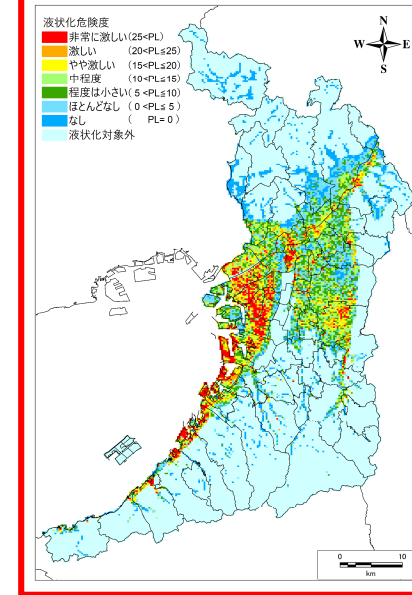 液状化危険度
非常に激しい(25<PL)
激しい (20<PL≦25)
やや激しい (15<PL≦20)
中程度 (10<PL≦15)
程度は小さい( 5 <PL≦10)
ほとんどなし ( 0 <PL≦ 5 )
なし ( PL= 0 )
液状化対象外
N
W E
S
0 10
km